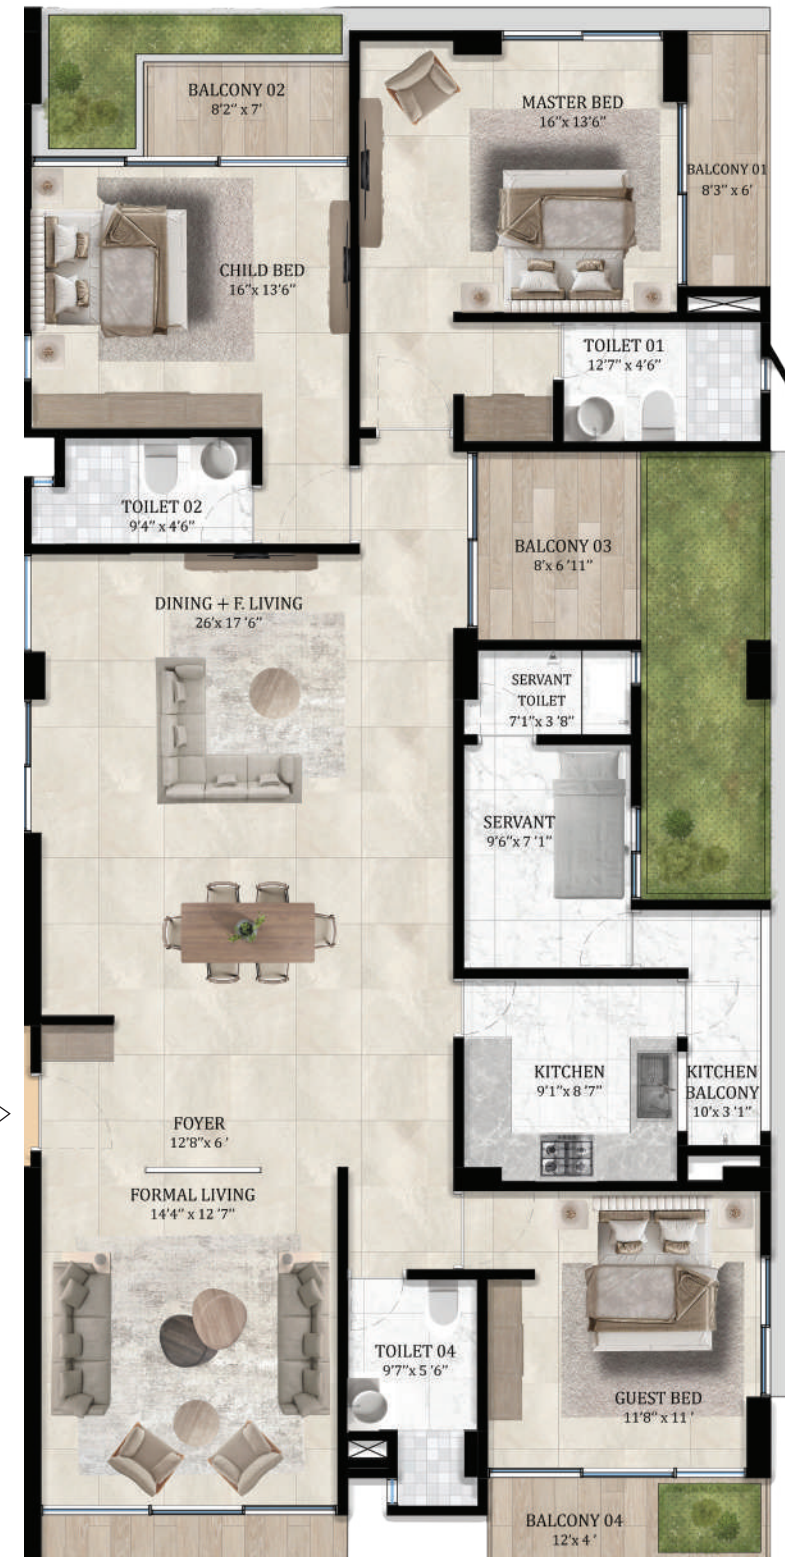 BALCONY 02
8'2'' x 7'
MASTER BED
16''x 13'6''
BALCONY 01
8'3'' x 6'
CHILD BED
16''x 13'6''
TOILET 01
12'7'' x 4'6''
TOILET 02
9'4'' x 4'6''
BALCONY 03
8'x 6 '11''
DINING + F. LIVING
26'x 17 '6''
SERVANT
TOILET
7'1''x 3 '8''
SERVANT
9'6''x 7 '1''
KITCHEN
9'1''x 8 '7''
KITCHEN
BALCONY
10'x 3 '1''
FOYER
12'8''x 6 '
FORMAL LIVING
14'4'' x 12 '7''
TOILET 04
9'7''x 5 '6''
GUEST BED
11'8'' x 11 '
BALCONY 04
12'x 4 '